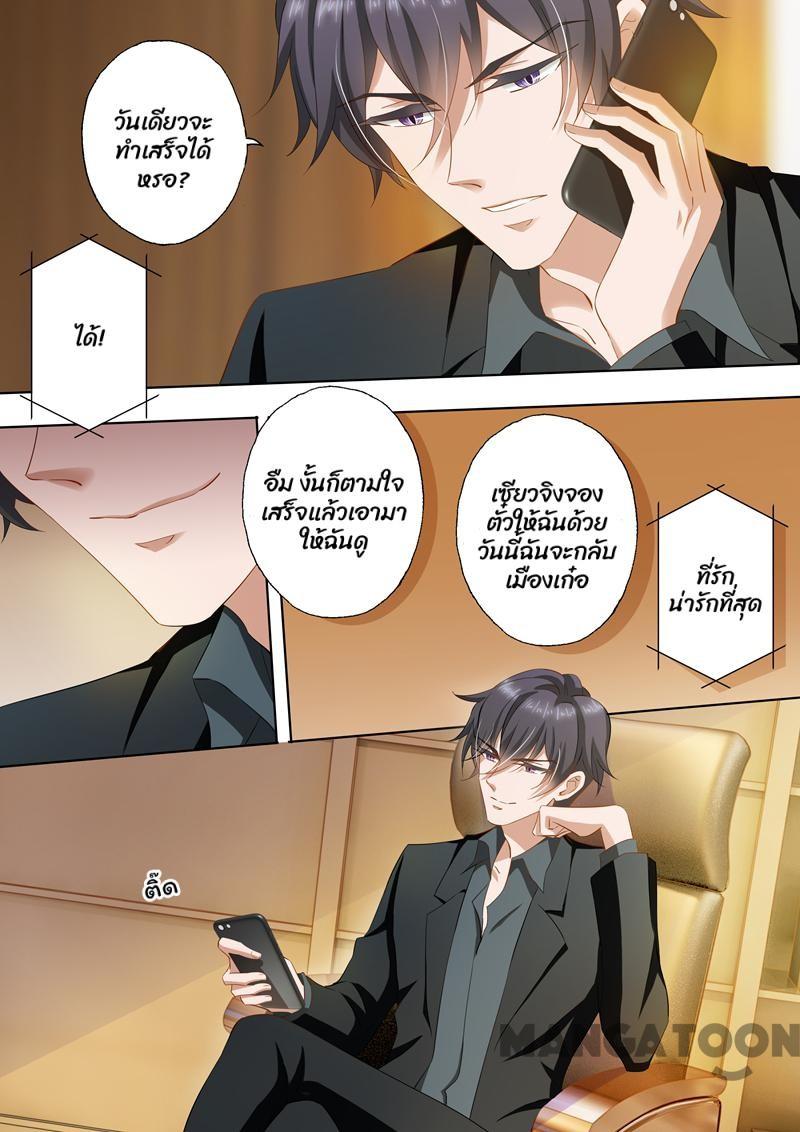 วันเดียวจะ
ทำเสร็จได้
หรอ?
ได้!
อืม งั้นก็ตามใจ
เสร็จแล้วเอามา
ให้ฉันดู
เซียวจิงจอง
ตั๋วให้ฉันด้วย
วันนี้ฉันจะกลับ
เมืองเก๋อ
ที่รัก
น่ารักที่สุด
ติ๊ด
MANGATOON